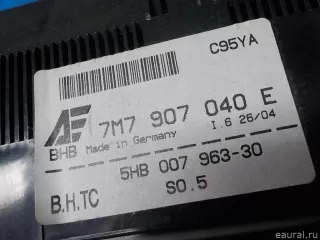 C95YA
AE
BHB
7M7 907 040 E
Made in Germany
I.6 26/04
5HB 007 963-30
B.H.TC
S0.5
eaural.ru